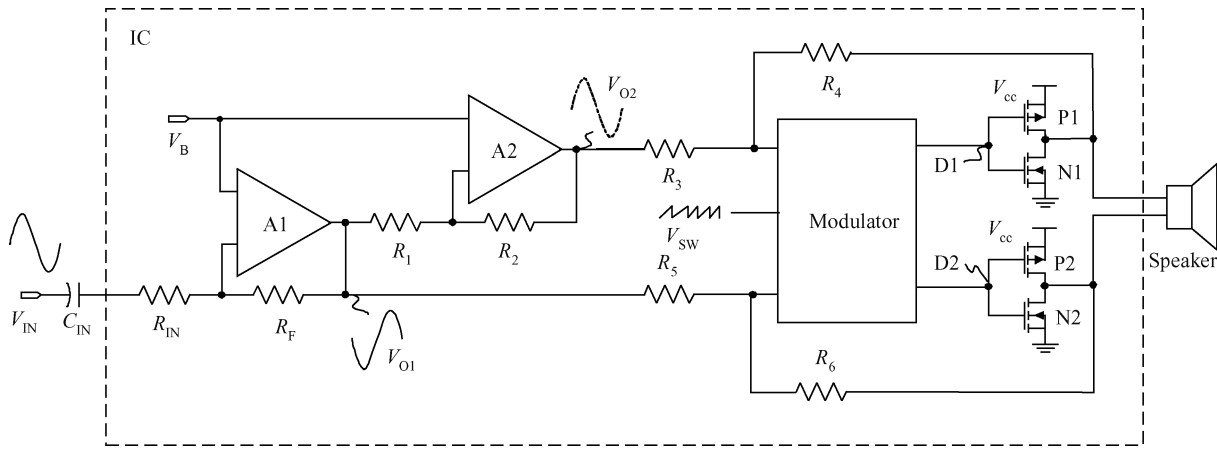 IC
V_O2
R_4
V_cc
P1
V_B
A2
D1
N1
R_3
A1
Modulator
R_1
R_2
V_SW
V_cc
R_5
D2
P2
Speaker
V_IN
C_IN
R_IN
R_F
N2
V_O1
R_6